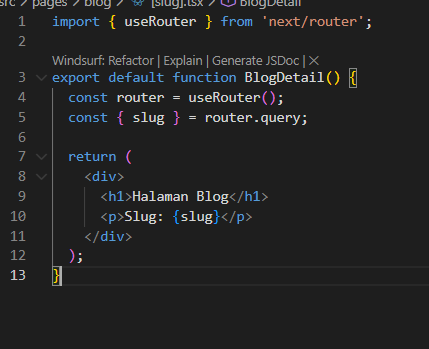 src > pages > blog > [slug].tsx > BlogDetail
1 import { useRouter } from 'next/router';
2
Windsurf: Refactor | Explain | Generate JSDoc | ×
3 export default function BlogDetail() {
4 const router = useRouter();
5 const { slug } = router.query;
6
7 return (
8 <div>
9 <h1>Halaman Blog</h1>
10 <p>Slug: {slug}</p>
11 </div>
12 );
13 }